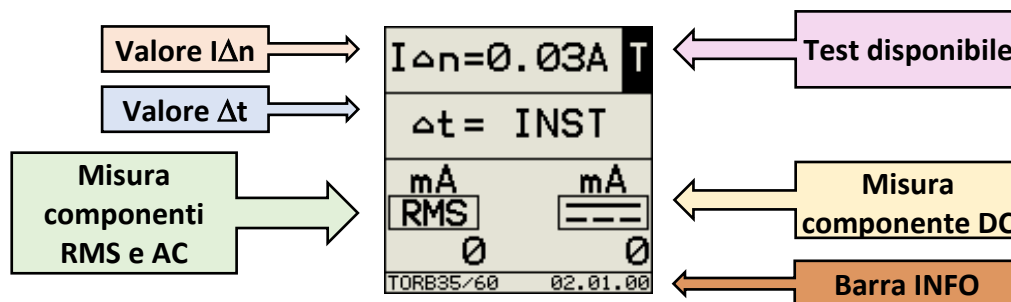 Valore IΔn
Valore Δt
Misura
componenti
RMS e AC
IΔn=0.03A T
Δt= INST
mA mA
RMS
0 0
TORB35/60 02.01.00
Test disponibile
Misura
componente DC
Barra INFO